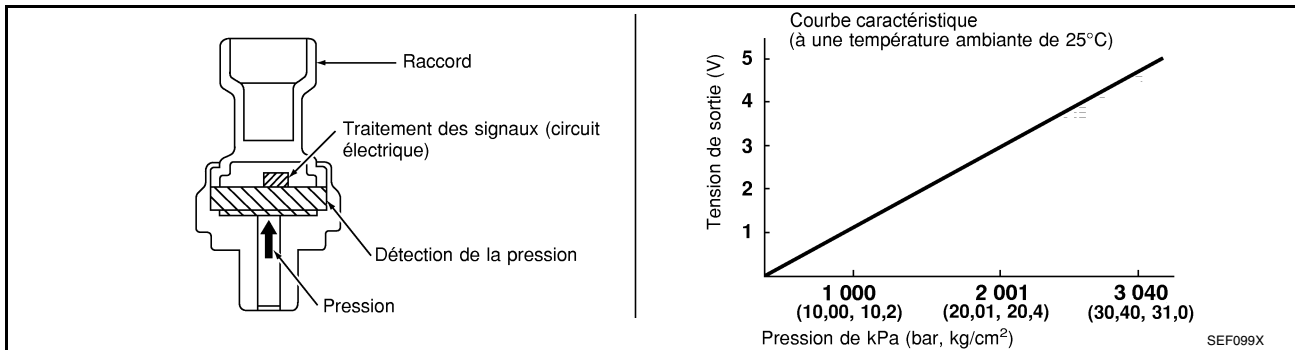 Raccord
Traitement des signaux (circuit
électrique)
Détection de la pression
Pression
Courbe caractéristique
(à une température ambiante de 25°C)
Tension de sortie (V)
5
4
3
2
1
1 000
(10,00, 10,2)
2 001
(20,01, 20,4)
3 040
(30,40, 31,0)
Pression de kPa (bar, kg/cm²)
SEF099X